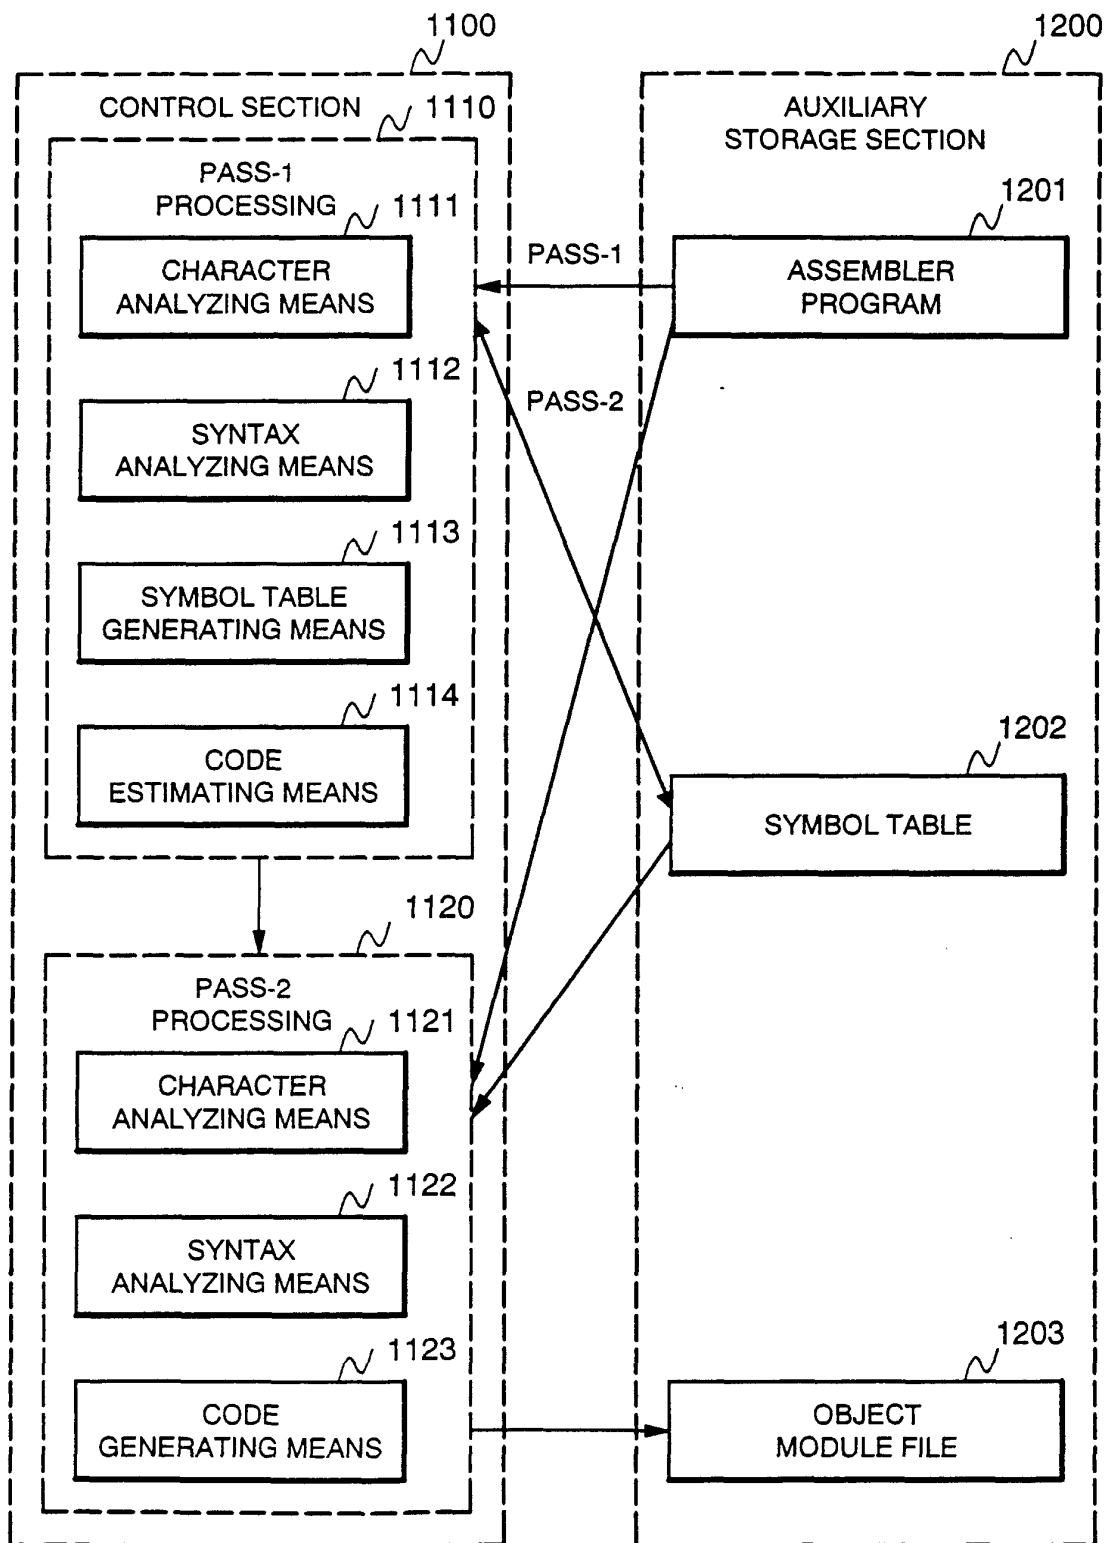 1100
CONTROL SECTION
1110
PASS-1
PROCESSING
1111
CHARACTER
ANALYZING MEANS
1112
SYNTAX
ANALYZING MEANS
1113
SYMBOL TABLE
GENERATING MEANS
1114
CODE
ESTIMATING MEANS
1120
PASS-2
PROCESSING
1121
CHARACTER
ANALYZING MEANS
1122
SYNTAX
ANALYZING MEANS
1123
CODE
GENERATING MEANS
PASS-1
PASS-2
1200
AUXILIARY
STORAGE SECTION
1201
ASSEMBLER
PROGRAM
1202
SYMBOL TABLE
1203
OBJECT
MODULE FILE